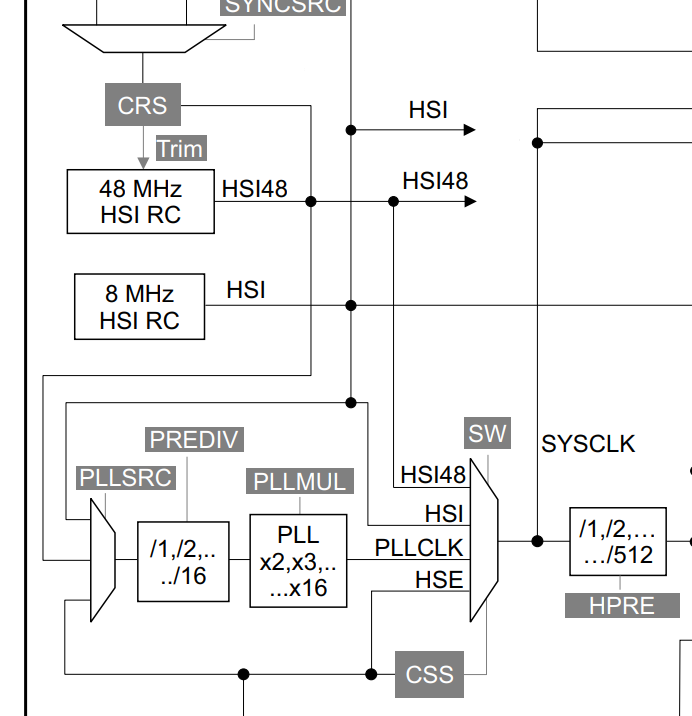 SYNCSRC
CRS
HSI
Trim
48 MHz
HSI RC
HSI48
HSI48
8 MHz
HSI RC
HSI
PREDIV
SW
SYSCLK
PLLSRC
PLLMUL
HSI48
HSI
/1,/2,..
../16
PLL
x2,x3,..
...x16
PLLCLK
HSE
/1,/2,...
.../512
HPRE
CSS